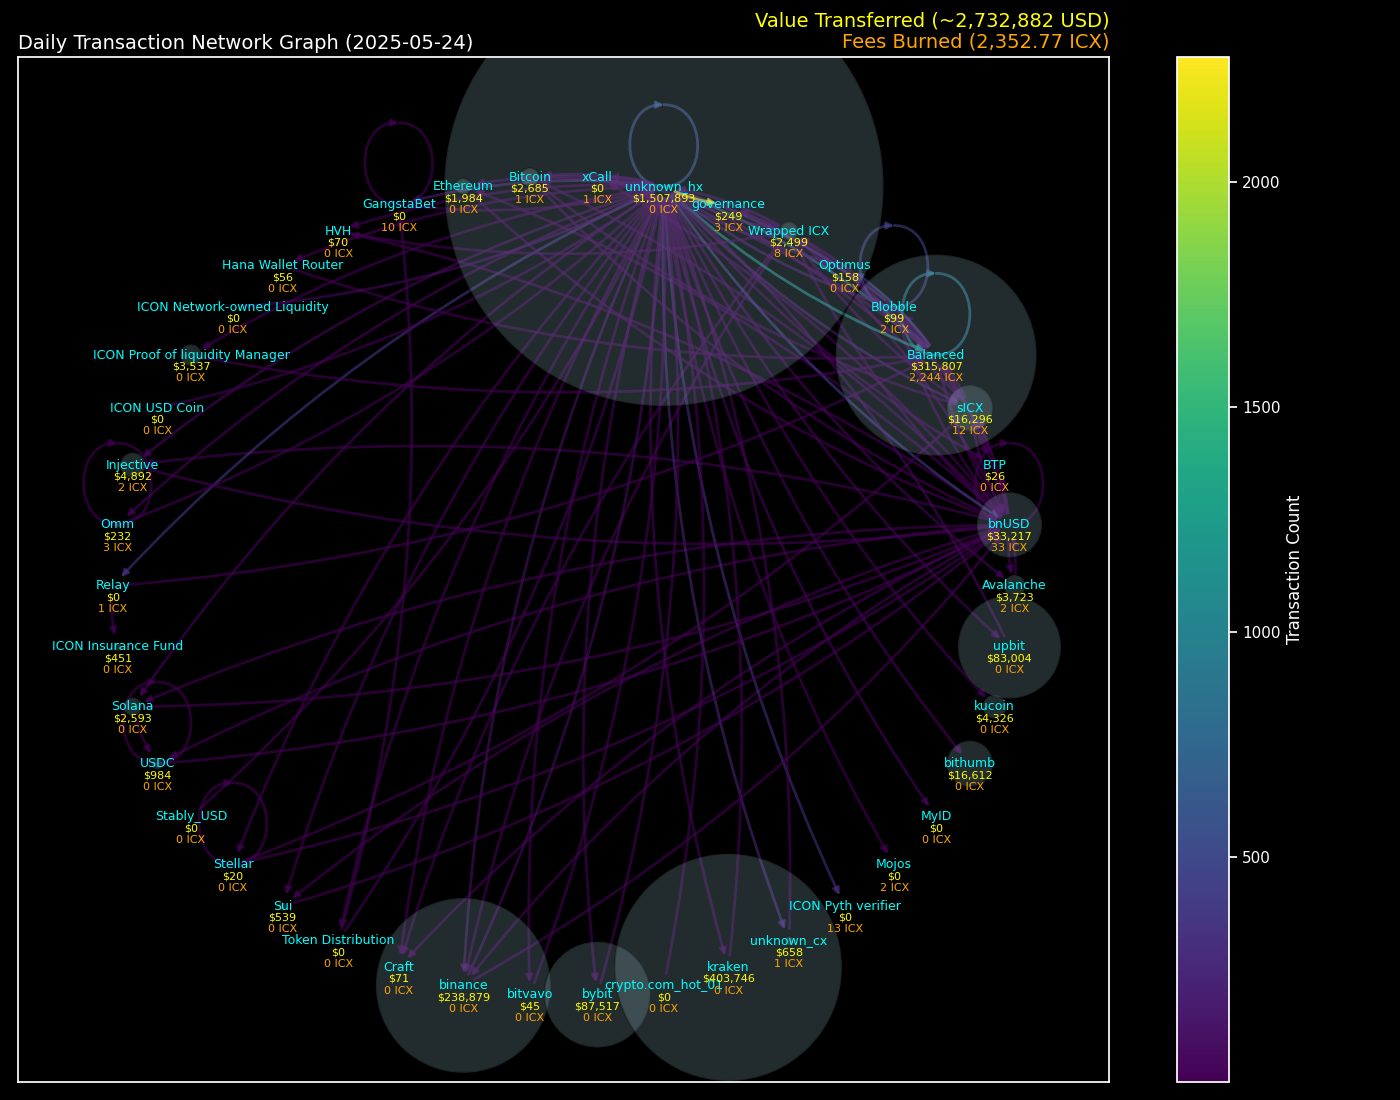 Value Transferred (~2,732,882 USD)
Daily Transaction Network Graph (2025-05-24)
Fees Burned (2,352.77 ICX)
Bitcoin
$2,685
1 ICX
xCall
$0
1 ICX
unknown_hx
$1,507,893
0 ICX
Ethereum
$1,984
0 ICX
governance
$249
3 ICX
GangstaBet
$0
10 ICX
HVH
$70
0 ICX
Wrapped ICX
$2,499
8 ICX
Hana Wallet Router
$56
0 ICX
Optimus
$158
0 ICX
ICON Network-owned Liquidity
$0
0 ICX
Blobble
$99
2 ICX
ICON Proof of liquidity Manager
$3,537
0 ICX
Balanced
$315,807
2,244 ICX
ICON USD Coin
$0
0 ICX
sICX
$16,296
12 ICX
Injective
$4,892
2 ICX
BTP
$26
0 ICX
Omm
$232
3 ICX
bnUSD
$33,217
33 ICX
Relay
$0
1 ICX
Avalanche
$3,723
2 ICX
ICON Insurance Fund
$451
0 ICX
upbit
$83,004
0 ICX
Solana
$2,593
0 ICX
kucoin
$4,326
0 ICX
USDC
$984
0 ICX
bithumb
$16,612
0 ICX
Stably_USD
$0
0 ICX
MyID
$0
0 ICX
Stellar
$20
0 ICX
Mojos
$0
2 ICX
Sui
$539
0 ICX
ICON Pyth verifier
$0
13 ICX
Token Distribution
$0
0 ICX
unknown_cx
$658
1 ICX
Craft
$71
0 ICX
kraken
$403,746
0 ICX
binance
$238,879
0 ICX
crypto.com_hot_01
$0
0 ICX
bitvavo
$45
0 ICX
bybit
$87,517
0 ICX
2000
1500
1000
500
Transaction Count